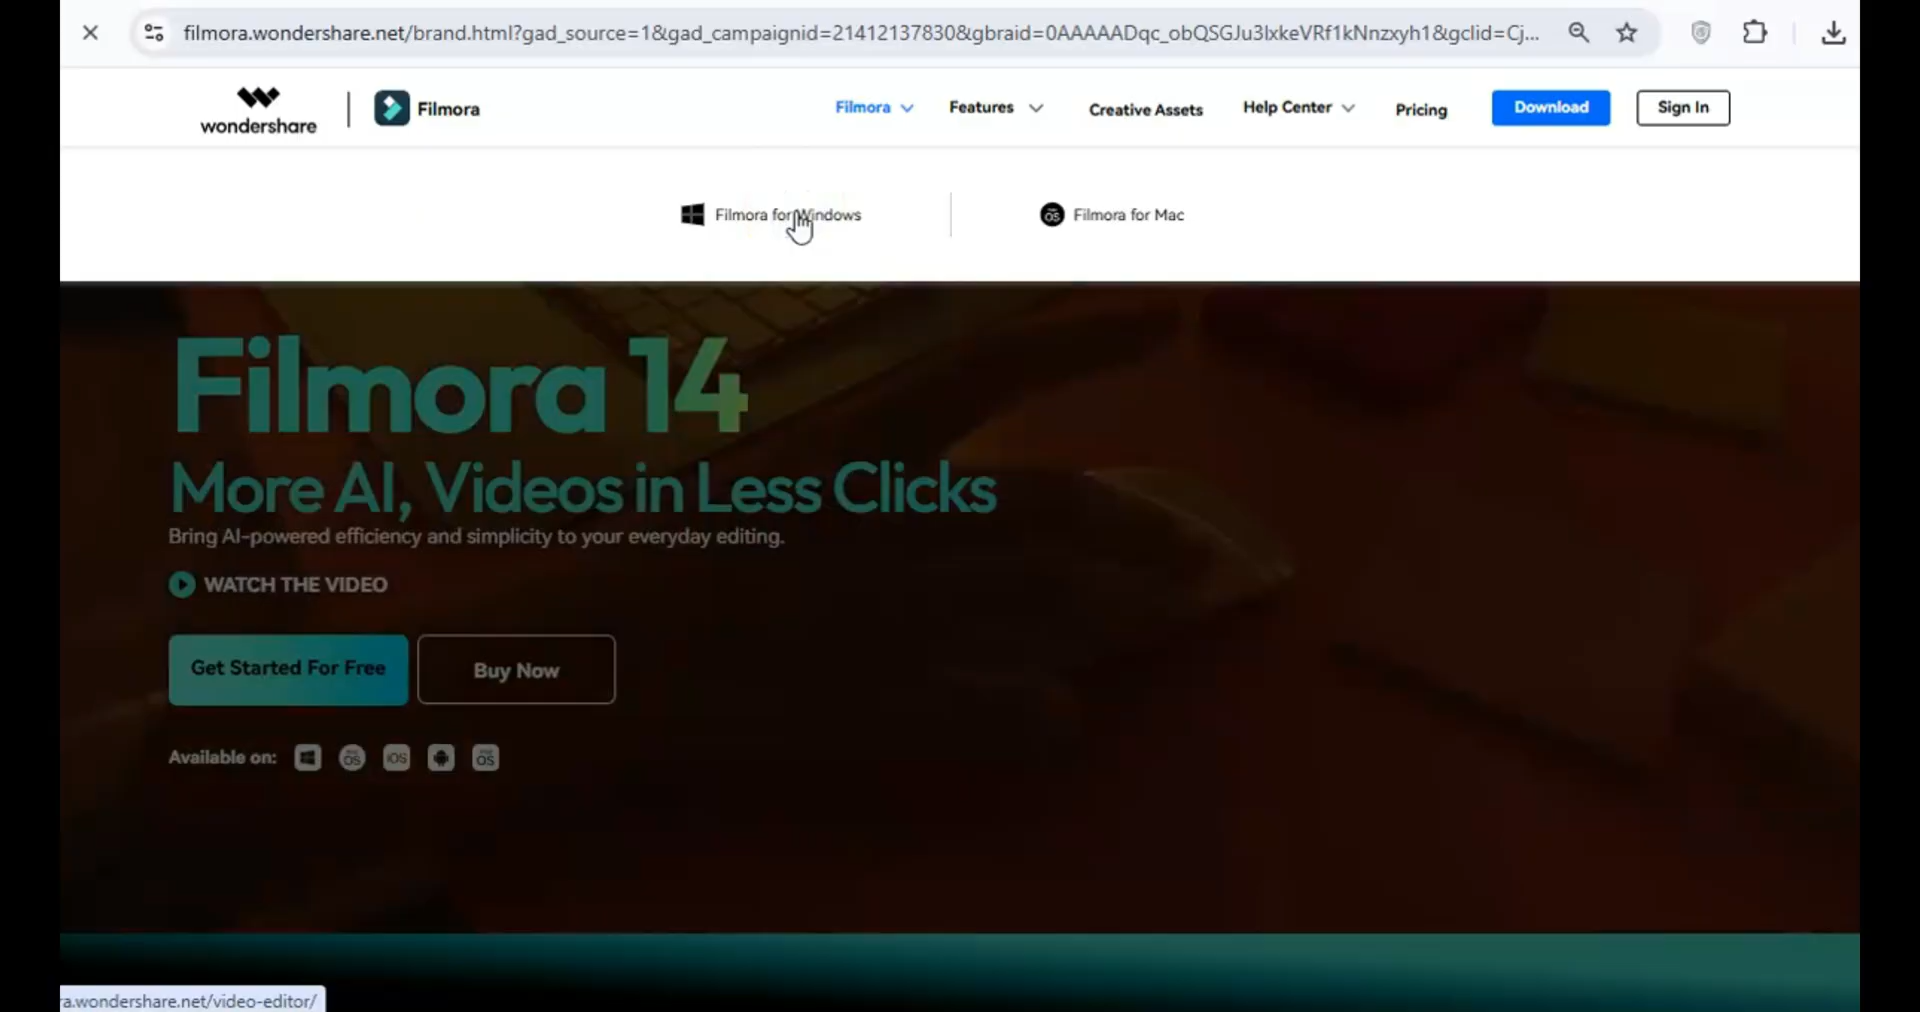 filmora.wondershare.net/brand.html?gad_source=1&gad_campaignid=21412137830&gbraid=0AAAAADqc_obQSGJu3lxkeVRf1kNnzxyh1&gclid=Cj...
wondershare
Filmora
Filmora
Features
Creative Assets
Help Center
Pricing
Download
Sign In
Filmora for Windows
Filmora for Mac
Filmora 14
More AI, Videos in Less Clicks
Bring AI-powered efficiency and simplicity to your everyday editing.
WATCH THE VIDEO
Get Started For Free
Buy Now
Available on:
ra.wondershare.net/video-editor/